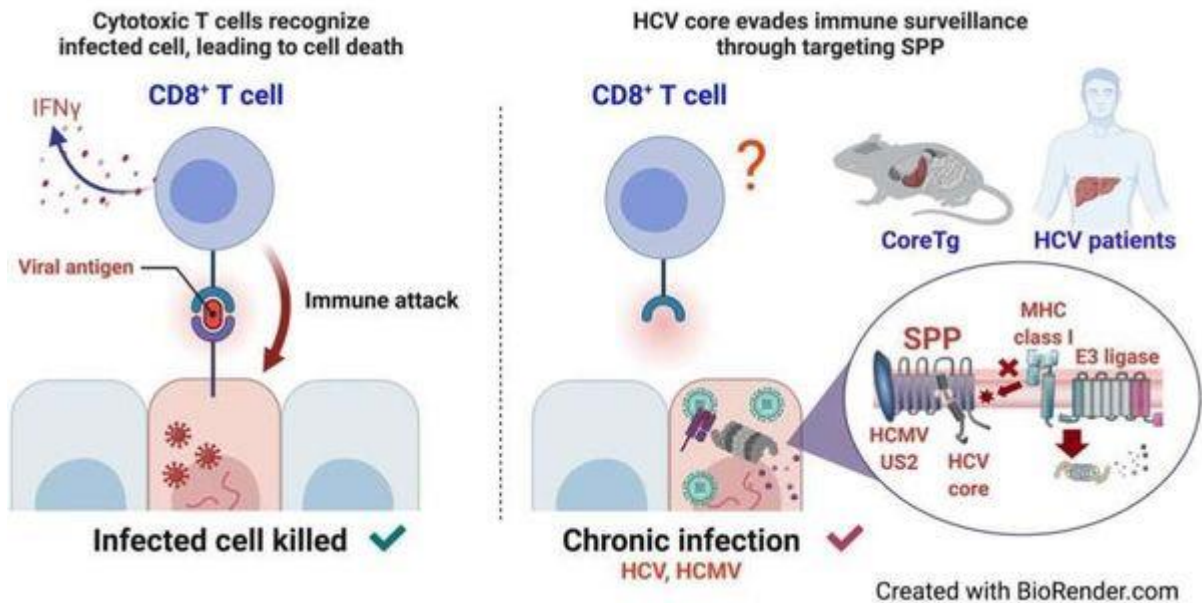 Cytotoxic T cells recognize
infected cell, leading to cell death
CD8⁺ T cell
IFNγ
Viral antigen
Immune attack
Infected cell killed
HCV core evades immune surveillance
through targeting SPP
CD8⁺ T cell
?
CoreTg
HCV patients
SPP
MHC
class I
E3 ligase
HCMV
US2
HCV
core
Chronic infection
HCV, HCMV
Created with BioRender.com